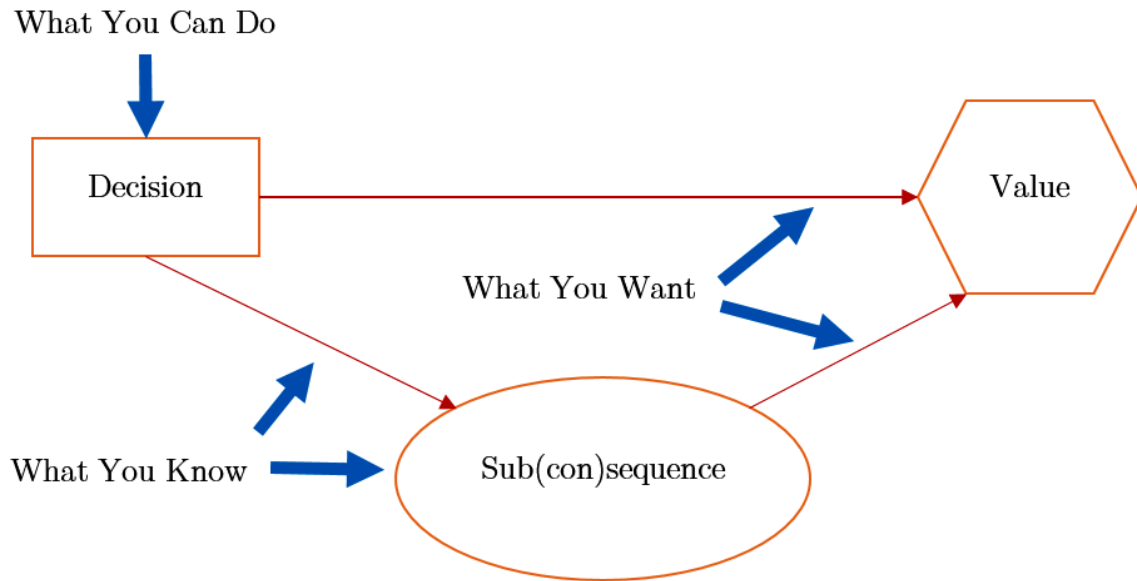 What You Can Do
Decision
Value
What You Want
What You Know
Sub(con)sequence